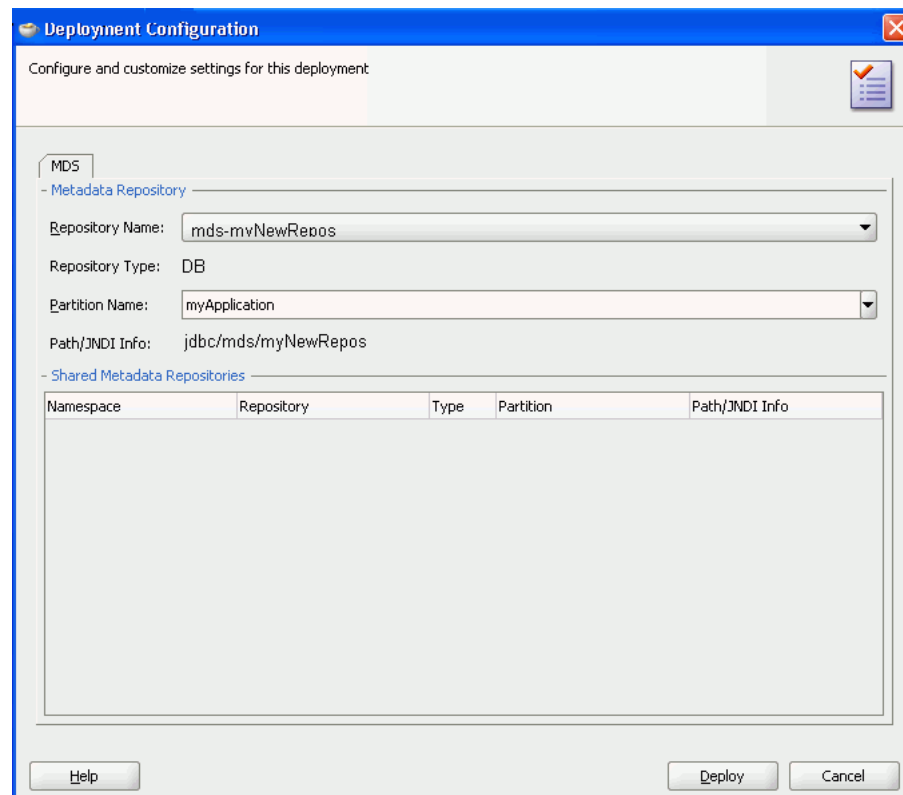 Deployment Configuration
Configure and customize settings for this deployment
MDS
Metadata Repository
Repository Name: mds-myNewRepos
Repository Type: DB
Partition Name: myApplication
Path/JNDI Info: jdbc/mds/myNewRepos
Shared Metadata Repositories
Namespace Repository Type Partition Path/JNDI Info
Help Deploy Cancel